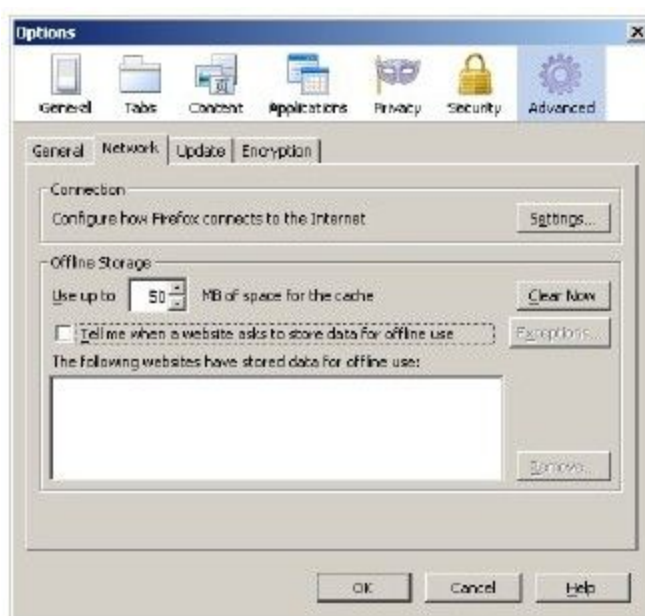 Options
General Tabs Content Applications Privacy Security Advanced
General Network Update Encryption
Connection
Configure how Firefox connects to the Internet Settings...
Offline Storage
Use up to 50 MB of space for the cache Clear Now
Tell me when a website asks to store data for offline use Exceptions...
The following websites have stored data for offline use:
Remove...
OK Cancel Help